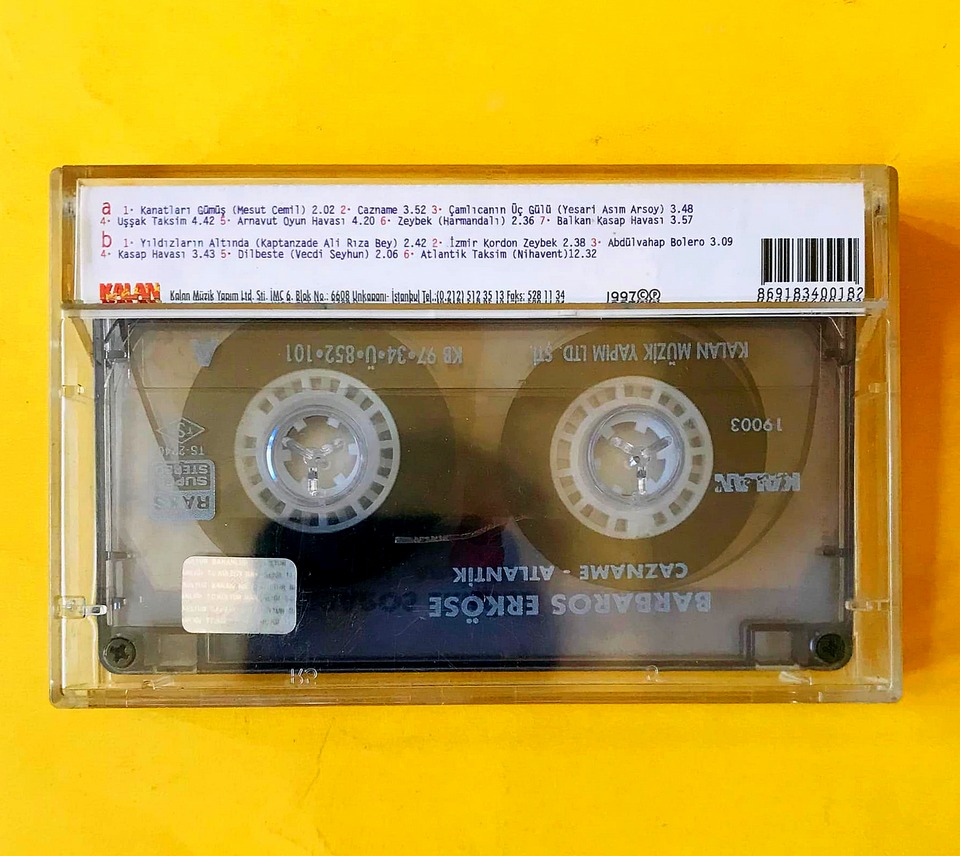 a 1• Kanatları Gümüş (Mesut Cemil) 2.02 2• Cazname 3.52 3• Çamlıcanın Üç Gülü (Yesari Asım Arsoy) 3.48
4• Uşşak Taksim 4.42 5• Arnavut Oyun Havası 4.20 6• Zeybek (Harmandalı) 2.36 7• Balkan Kasap Havası 3.57
b 1• Yıldızların Altında (Kaptanzade Ali Rıza Bey) 2.42 2• İzmir Kordon Zeybek 2.38 3• Abdülvahap Bolero 3.09
4• Kasap Havası 3.43 5• Dilbeste (Vecdi Seyhun) 2.06 6• Atlantik Taksim (Nihavent)12.32
KALAN Kalan Müzik Yapım Ltd. Şti. İMC 6. Blok No.: 6608 Unkapanı- İstanbul Tel.:(0.212) 512 35 13 Faks: 528 11 34 1997©℗ 869183400182
A KB•97•34•Ü•852•101 KALAN MÜZİK YAPIM LTD. ŞTİ.
19003
TS
RAKS SUPER STEREO
KALAN
CAZNAME - ATLANTİK
BARBAROS ERKÖSE